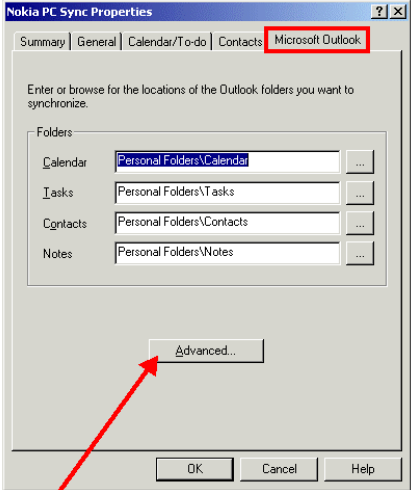 Nokia PC Sync Properties ? X
Summary General Calendar/To-do Contacts Microsoft Outlook
Enter or browse for the locations of the Outlook folders you want to
synchronize.
Folders
Calendar Personal Folders\Calendar ...
Tasks Personal Folders\Tasks ...
Contacts Personal Folders\Contacts ...
Notes Personal Folders\Notes ...
Advanced...
OK Cancel Help